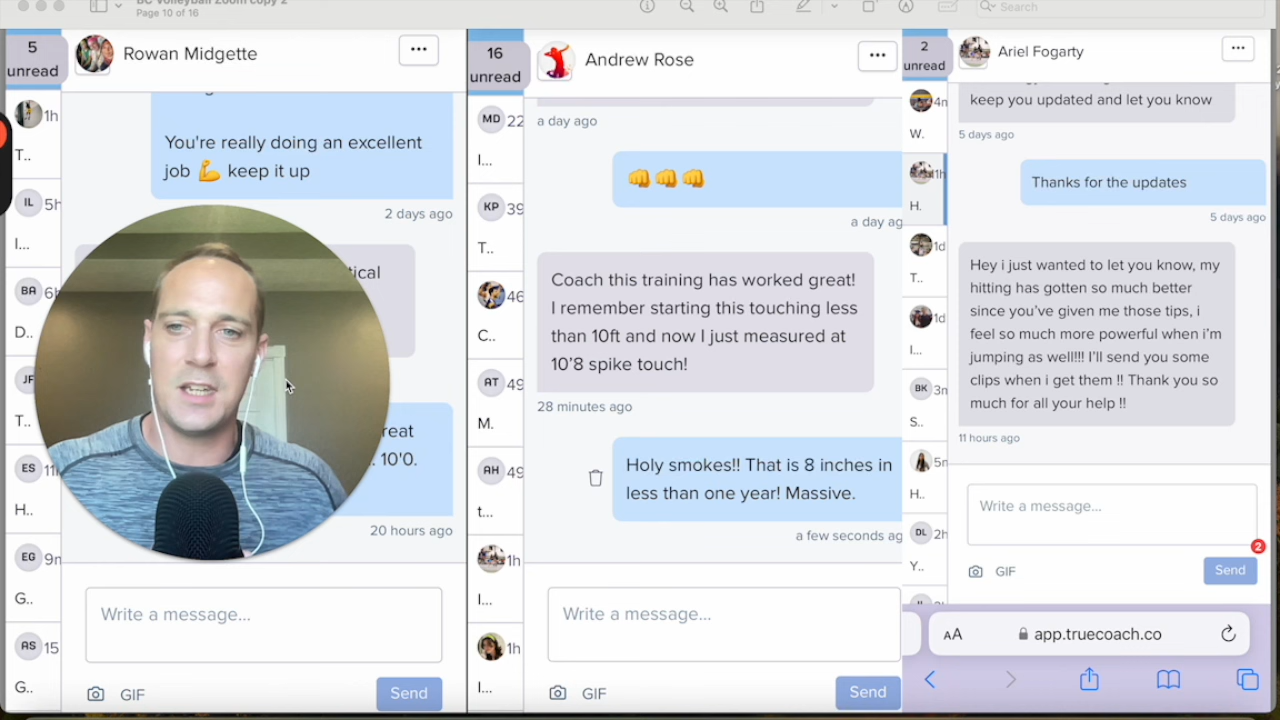 BC Volleyball Zoom copy 2
Page 10 of 16
Search
5
unread
Rowan Midgette
1h
T..
IL 5h
I...
BA 6h
D..
JF
T..
ES 11h
H..
EG 9m
G..
AS 15
G..
You're really doing an excellent
job 💪 keep it up
2 days ago
tical
reat
. 10'0.
20 hours ago
Write a message...
GIF
Send
16
unread
Andrew Rose
MD 22
I...
KP 39
T..
46
C..
AT 49
M.
AH 49
t...
1h
I...
1h
I...
a day ago
👊👊👊
a day ag
Coach this training has worked great!
I remember starting this touching less
than 10ft and now I just measured at
10'8 spike touch!
28 minutes ago
Holy smokes!! That is 8 inches in
less than one year! Massive.
a few seconds ag
Write a message...
GIF
Send
2
unread
Ariel Fogarty
4m
W.
11h
H.
1d
T..
1d
I...
BK 3m
S..
5m
H..
DL 2h
Y..
keep you updated and let you know
5 days ago
Thanks for the updates
5 days ago
Hey i just wanted to let you know, my
hitting has gotten so much better
since you've given me those tips, i
feel so much more powerful when i'm
jumping as well!!! I'll send you some
clips when i get them !! Thank you so
much for all your help !!
11 hours ago
Write a message...
2
GIF
Send
AA
app.truecoach.co